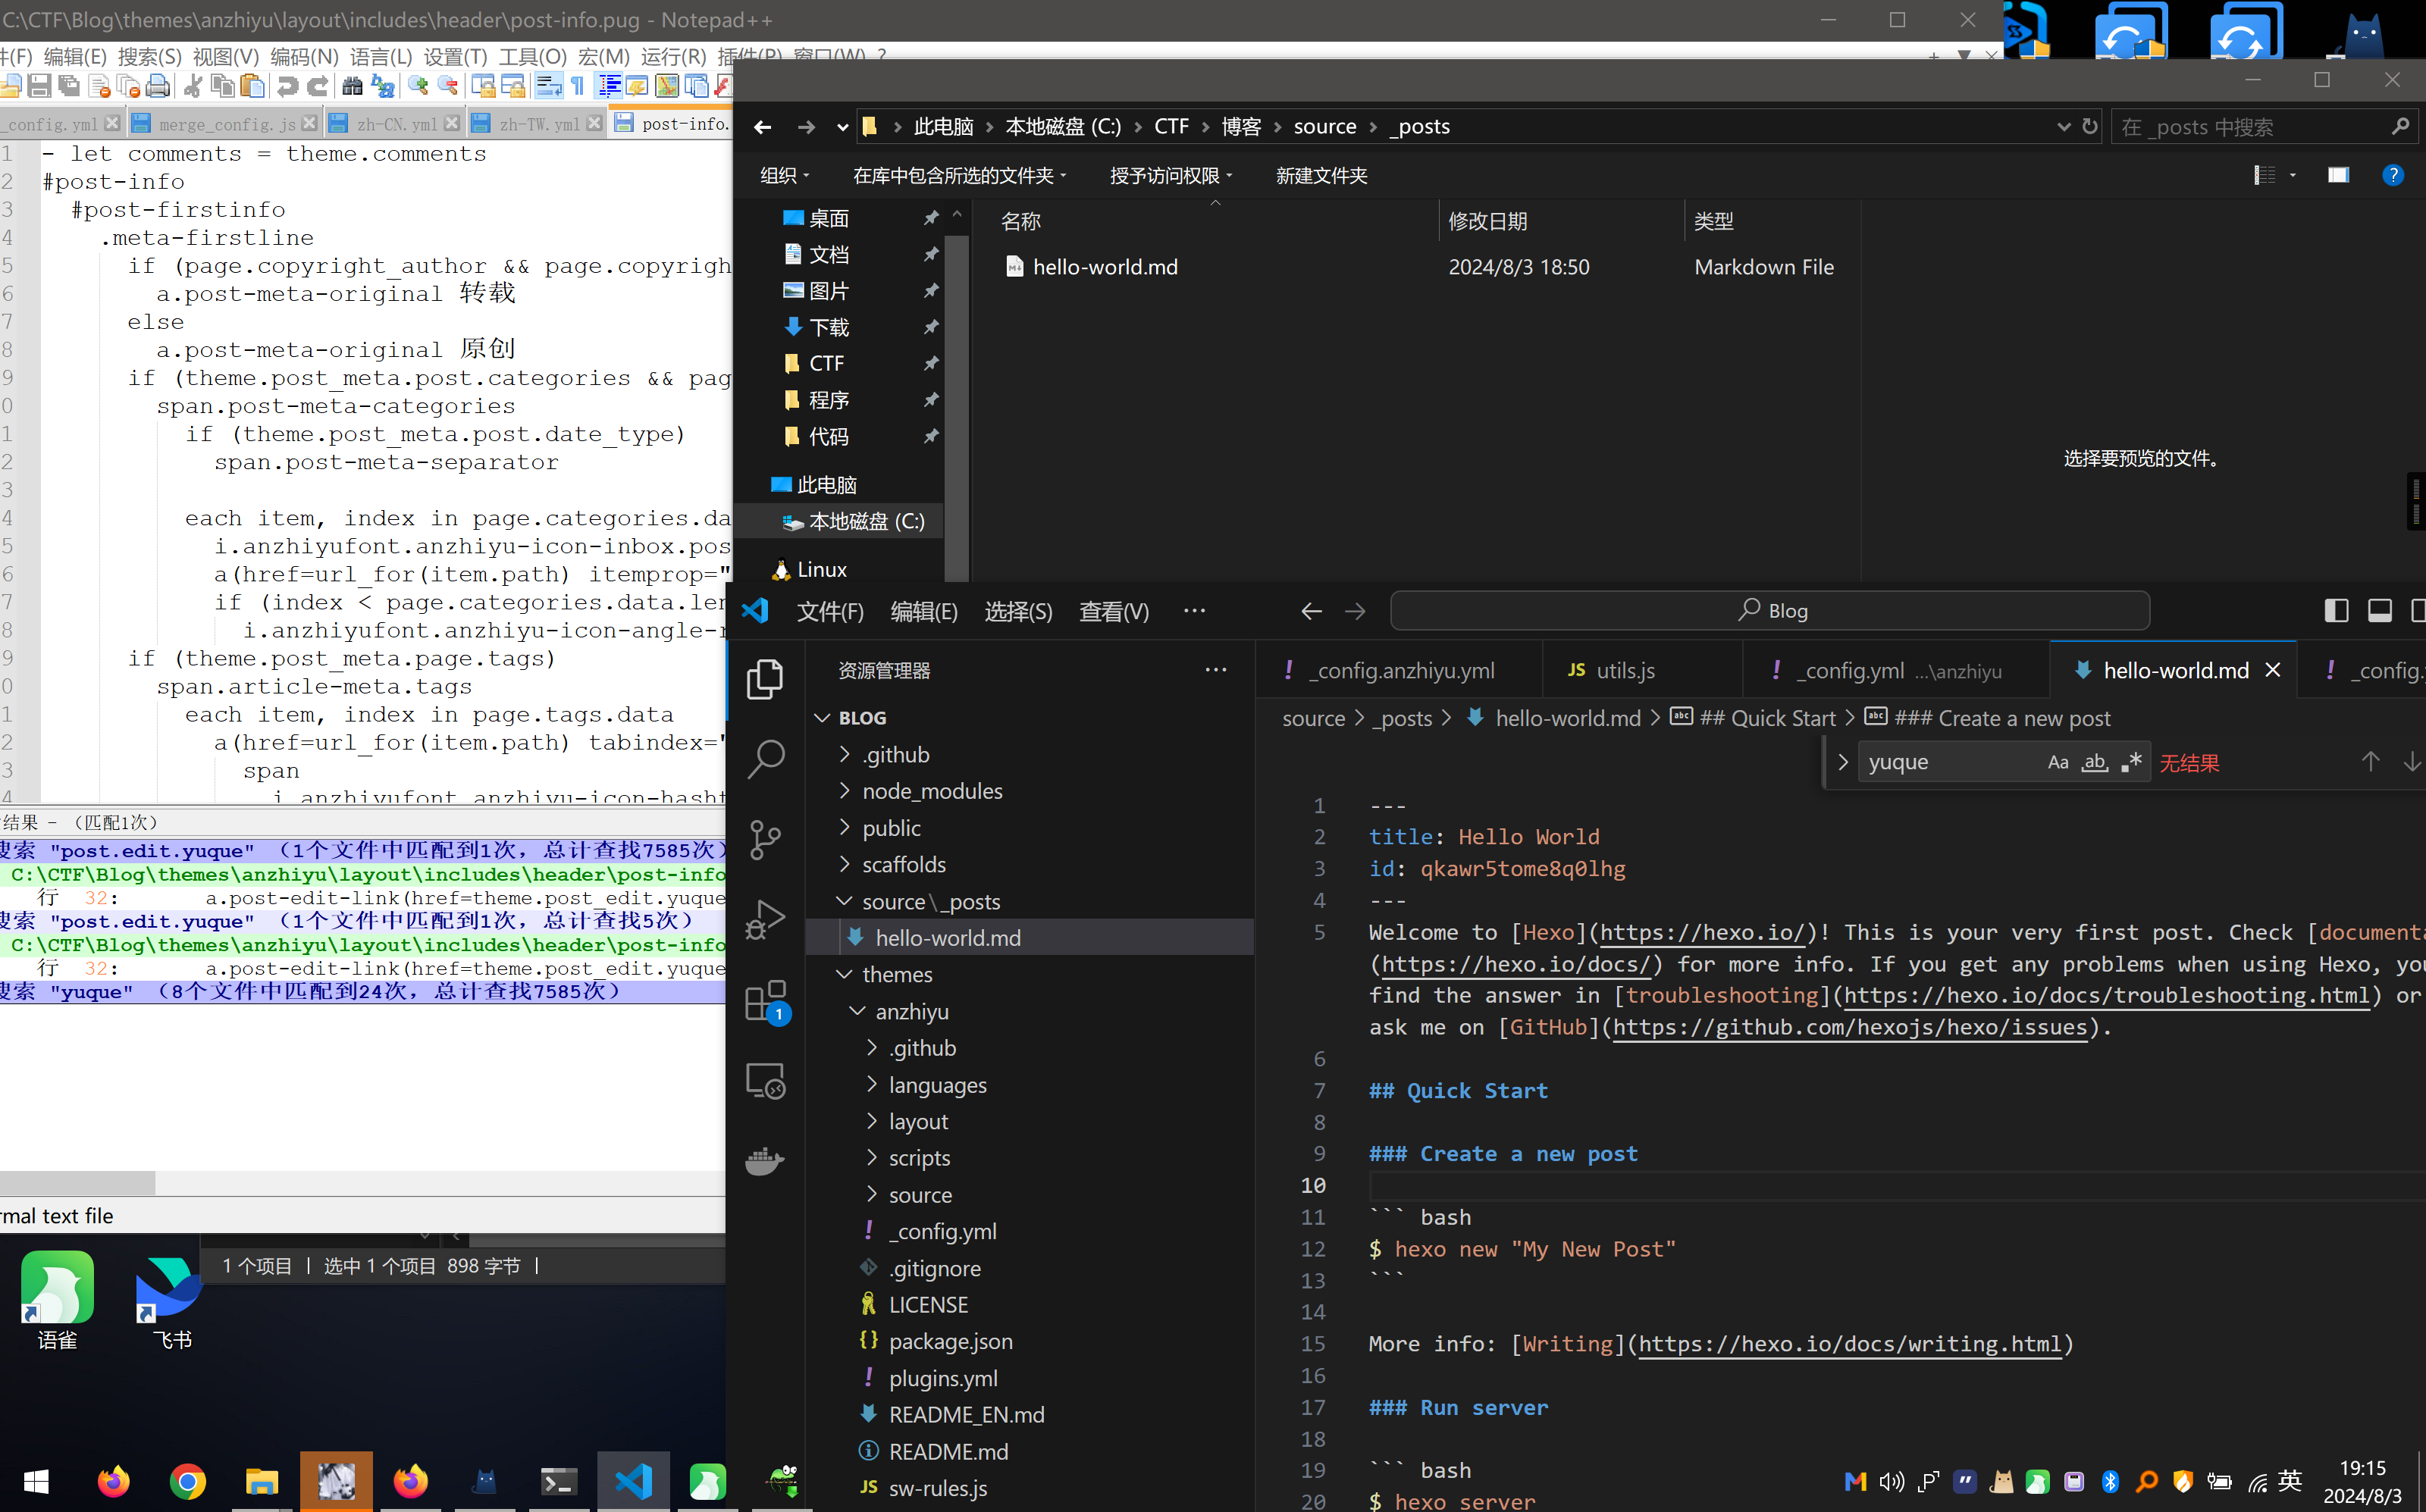 C:\CTF\Blog\themes\anzhiyu\layout\includes\header\post-info.pug - Notepad++
件(F) 编辑(E) 搜索(S) 视图(V) 编码(N) 语言(L) 设置(T) 工具(O) 宏(M) 运行(R) 插件(P) 窗口(W) ?
_config.yml merge_config.js zh-CN.yml zh-TW.yml post-info.
1 - let comments = theme.comments
2 #post-info
3 #post-firstinfo
4 .meta-firstline
5 if (page.copyright_author && page.copyrigh
6 a.post-meta-original 转载
7 else
8 a.post-meta-original 原创
9 if (theme.post_meta.post.categories && pag
0 span.post-meta-categories
1 if (theme.post_meta.post.date_type)
2 span.post-meta-separator
3
4 each item, index in page.categories.da
5 i.anzhiyufont.anzhiyu-icon-inbox.pos
6 a(href=url_for(item.path) itemprop="
7 if (index < page.categories.data.len
8 i.anzhiyufont.anzhiyu-icon-angle-r
9 if (theme.post_meta.page.tags)
0 span.article-meta.tags
1 each item, index in page.tags.data
2 a(href=url_for(item.path) tabindex="
3 span
4 i.anzhiyufont.anzhiyu-icon-hasht
结果 - （匹配1次）
搜索 "post.edit.yuque" （1个文件中匹配到1次，总计查找7585次）
C:\CTF\Blog\themes\anzhiyu\layout\includes\header\post-info
行 32: a.post-edit-link(href=theme.post_edit.yuque
搜索 "post.edit.yuque" （1个文件中匹配到1次，总计查找5次）
C:\CTF\Blog\themes\anzhiyu\layout\includes\header\post-info
行 32: a.post-edit-link(href=theme.post_edit.yuque
搜索 "yuque" （8个文件中匹配到24次，总计查找7585次）
rmal text file
1 个项目 | 选中 1 个项目 898 字节 |
语雀
飞书
此电脑 本地磁盘 (C:) CTF 博客 source _posts
在 _posts 中搜索
组织 在库中包含所选的文件夹 授予访问权限 新建文件夹
桌面
文档
图片
下载
CTF
程序
代码
此电脑
本地磁盘 (C:)
Linux
名称 修改日期 类型
hello-world.md 2024/8/3 18:50 Markdown File
选择要预览的文件。
文件(F) 编辑(E) 选择(S) 查看(V) ···
Blog
资源管理器 ···
BLOG
.github
node_modules
public
scaffolds
source\_posts
hello-world.md
themes
anzhiyu
.github
languages
layout
scripts
source
! _config.yml
.gitignore
LICENSE
{} package.json
! plugins.yml
README_EN.md
README.md
JS sw-rules.js
1
! _config.anzhiyu.yml JS utils.js ! _config.yml ...\anzhiyu hello-world.md ! _config.
source > _posts > hello-world.md > ## Quick Start > ### Create a new post
yuque Aa ab 无结果
1 ---
2 title: Hello World
3 id: qkawr5tome8q0lhg
4 ---
5 Welcome to [Hexo](https://hexo.io/)! This is your very first post. Check [documenta
(https://hexo.io/docs/) for more info. If you get any problems when using Hexo, you
find the answer in [troubleshooting](https://hexo.io/docs/troubleshooting.html) or
ask me on [GitHub](https://github.com/hexojs/hexo/issues).
6
7 ## Quick Start
8
9 ### Create a new post
10
11 ``` bash
12 $ hexo new "My New Post"
13 ```
14
15 More info: [Writing](https://hexo.io/docs/writing.html)
16
17 ### Run server
18
19 ``` bash
20 $ hexo server
英
19:15
2024/8/3